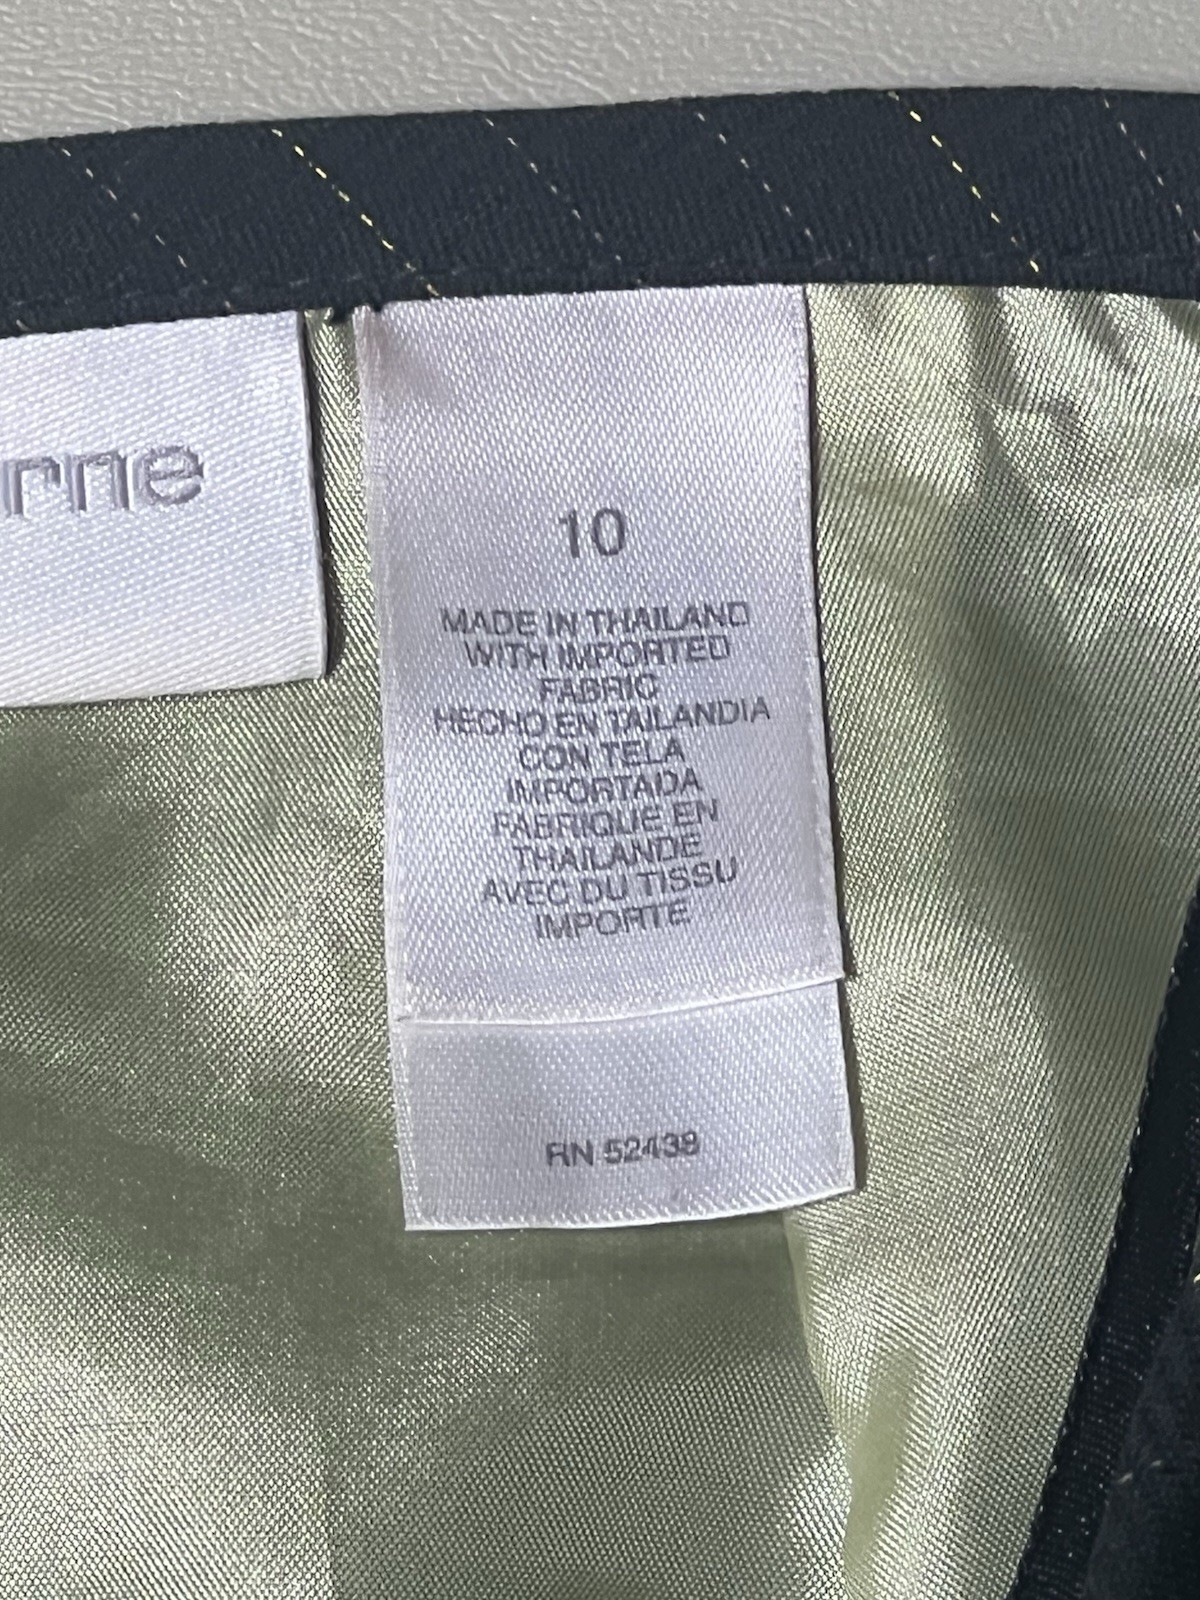 rne
10
MADE IN THAILAND
WITH IMPORTED
FABRIC
HECHO EN TAILANDIA
CON TELA
IMPORTADA
FABRIQUE EN
THAILANDE
AVEC DU TISSU
IMPORTE
RN 52438